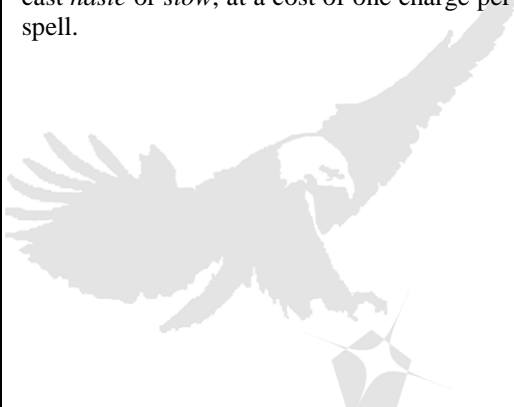 cast haste or slow, at a cost of one charge per
spell.